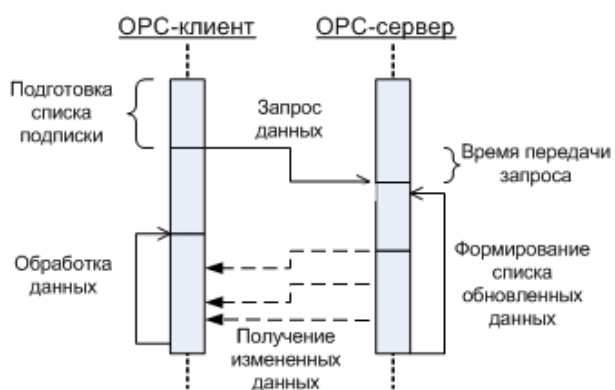 OPC-клиент
OPC-сервер
Подготовка
списка
подписки
Запрос
данных
Время передачи
запроса
Обработка
данных
Формирование
списка
обновленных
данных
Получение
измененных
данных